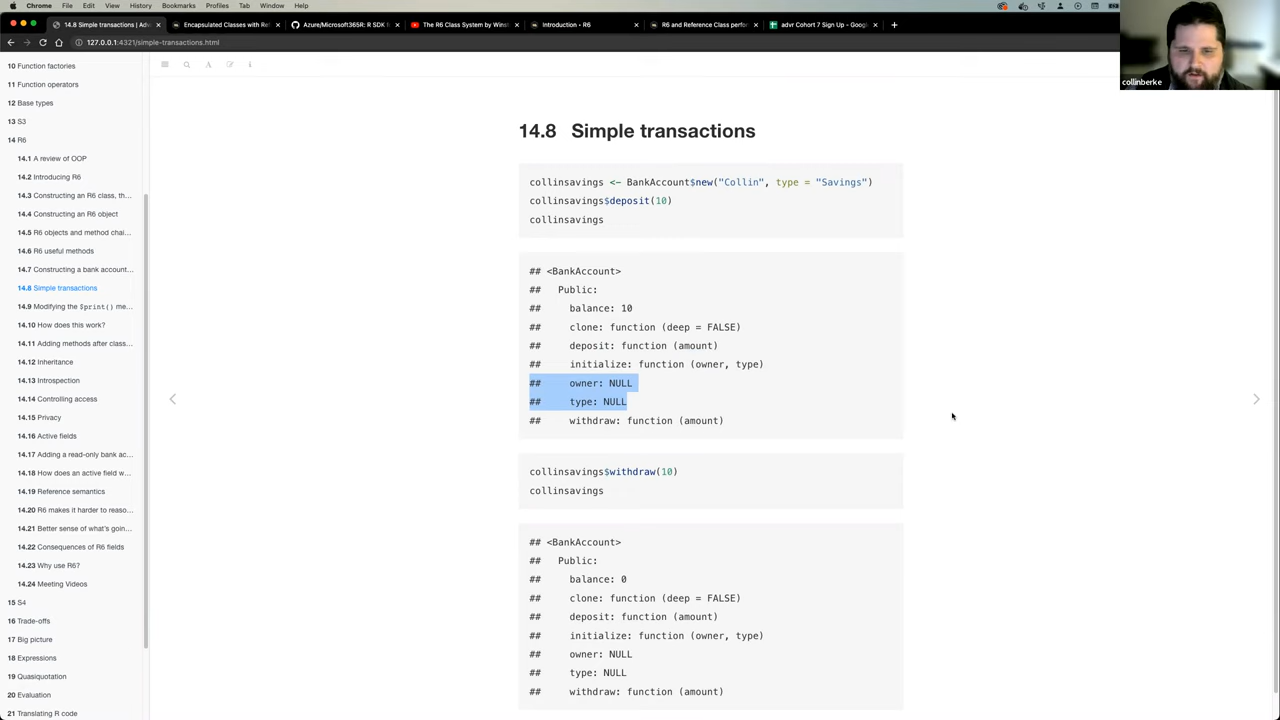 Chrome File Edit View History Bookmarks Profiles Tab Window Help
14.8 Simple transactions | Adv
Encapsulated Classes with Ref
Azure/Microsoft365R: R SDK f
The R6 Class System by Wins
Introduction • R6
R6 and Reference Class perfor
advr Cohort 7 Sign Up - Goog
127.0.0.1:4321/simple-transactions.html
collinberke
10 Function factories
11 Function operators
12 Base types
13 S3
14 R6
14.1 A review of OOP
14.2 Introducing R6
14.3 Constructing an R6 class, th…
14.4 Constructing an R6 object
14.5 R6 objects and method chai…
14.6 R6 useful methods
14.7 Constructing a bank account…
14.8 Simple transactions
14.9 Modifying the $print() me…
14.10 How does this work?
14.11 Adding methods after class…
14.12 Inheritance
14.13 Introspection
14.14 Controlling access
14.15 Privacy
14.16 Active fields
14.17 Adding a read-only bank ac…
14.18 How does an active field w…
14.19 Reference semantics
14.20 R6 makes it harder to reaso…
14.21 Better sense of what's goin…
14.22 Consequences of R6 fields
14.23 Why use R6?
14.24 Meeting Videos
15 S4
16 Trade-offs
17 Big picture
18 Expressions
19 Quasiquotation
20 Evaluation
21 Translating R code
14.8 Simple transactions
collinsavings <- BankAccount$new("Collin", type = "Savings")
collinsavings$deposit(10)
collinsavings
## <BankAccount>
## Public:
## balance: 10
## clone: function (deep = FALSE)
## deposit: function (amount)
## initialize: function (owner, type)
## owner: NULL
## type: NULL
## withdraw: function (amount)
collinsavings$withdraw(10)
collinsavings
## <BankAccount>
## Public:
## balance: 0
## clone: function (deep = FALSE)
## deposit: function (amount)
## initialize: function (owner, type)
## owner: NULL
## type: NULL
## withdraw: function (amount)